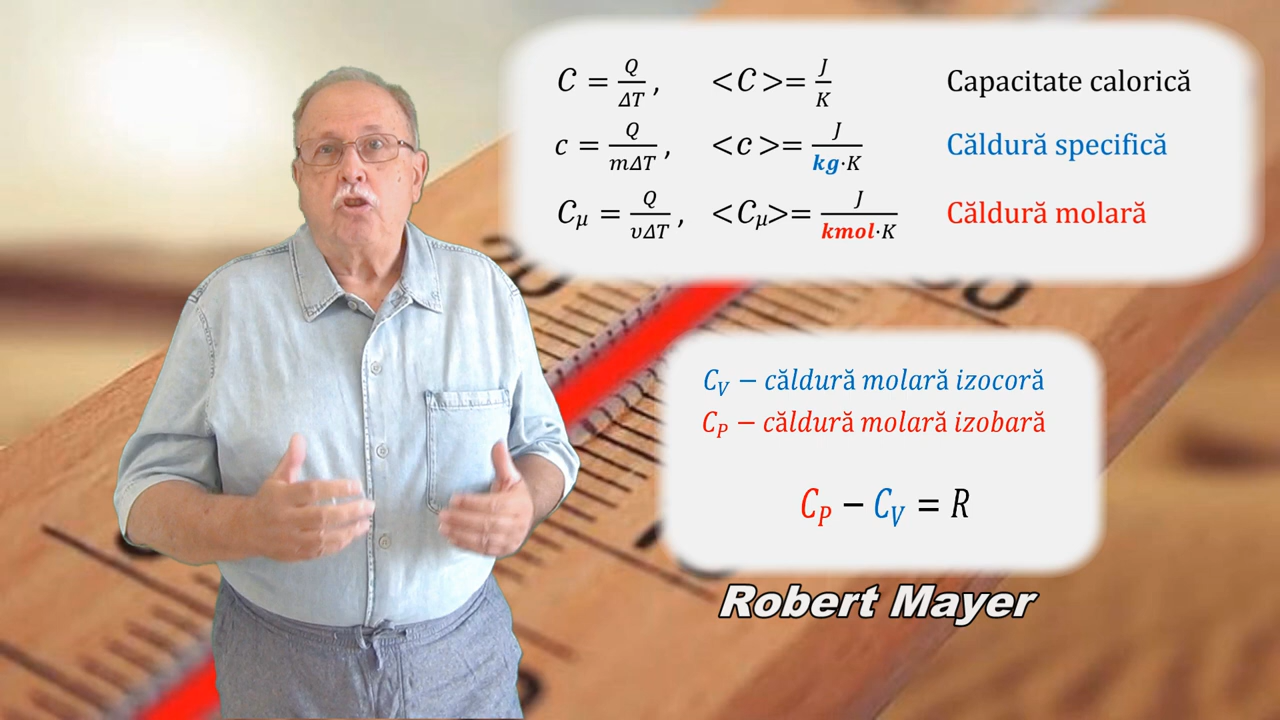 C = Q/ΔT, <C>= J/K Capacitate calorică
c = Q/mΔT, <c>= J/kg·K Căldură specifică
Cμ = Q/υΔT, <Cμ>= J/kmol·K Căldură molară
CV – căldură molară izocoră
CP – căldură molară izobară
CP – CV = R
Robert Mayer